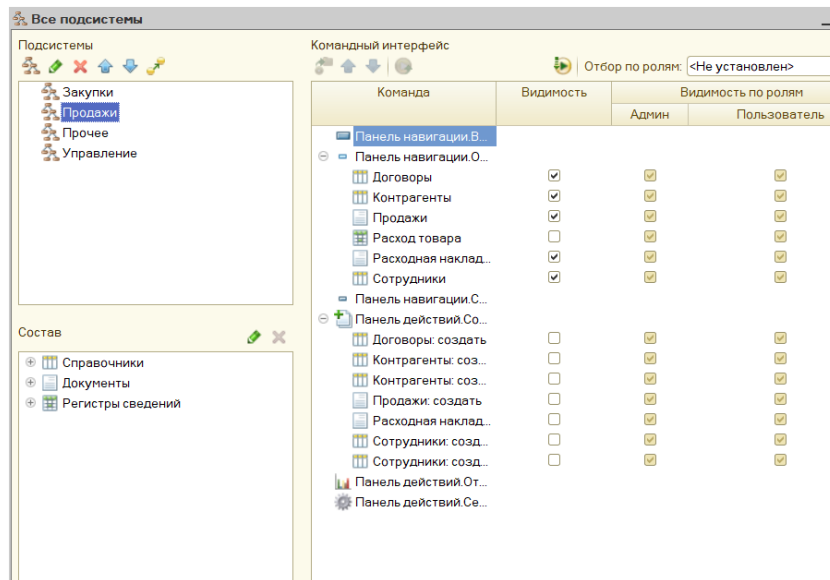 Все подсистемы
Подсистемы
Закупки
Продажи
Прочее
Управление
Состав
Справочники
Документы
Регистры сведений
Командный интерфейс
Отбор по ролям: <Не установлен>
Команда Видимость Видимость по ролям
Админ Пользователь
Панель навигации.В...
Панель навигации.О...
Договоры
Контрагенты
Продажи
Расход товара
Расходная наклад...
Сотрудники
Панель навигации.С...
Панель действий.Со...
Договоры: создать
Контрагенты: соз...
Контрагенты: соз...
Продажи: создать
Расходная наклад...
Сотрудники: созд...
Сотрудники: созд...
Панель действий.От...
Панель действий.Се...